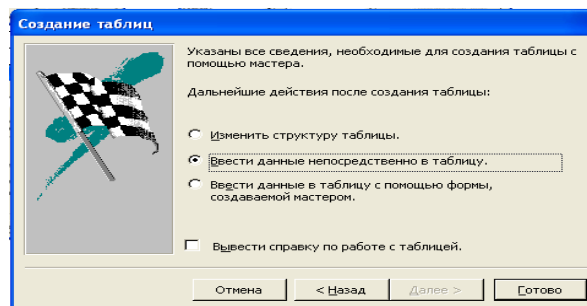 Создание таблиц
Указаны все сведения, необходимые для создания таблицы с
помощью мастера.
Дальнейшие действия после создания таблицы:
Изменить структуру таблицы.
Ввести данные непосредственно в таблицу.
Ввести данные в таблицу с помощью формы,
создаваемой мастером.
Вывести справку по работе с таблицей.
Отмена
< Назад
Далее >
Готово